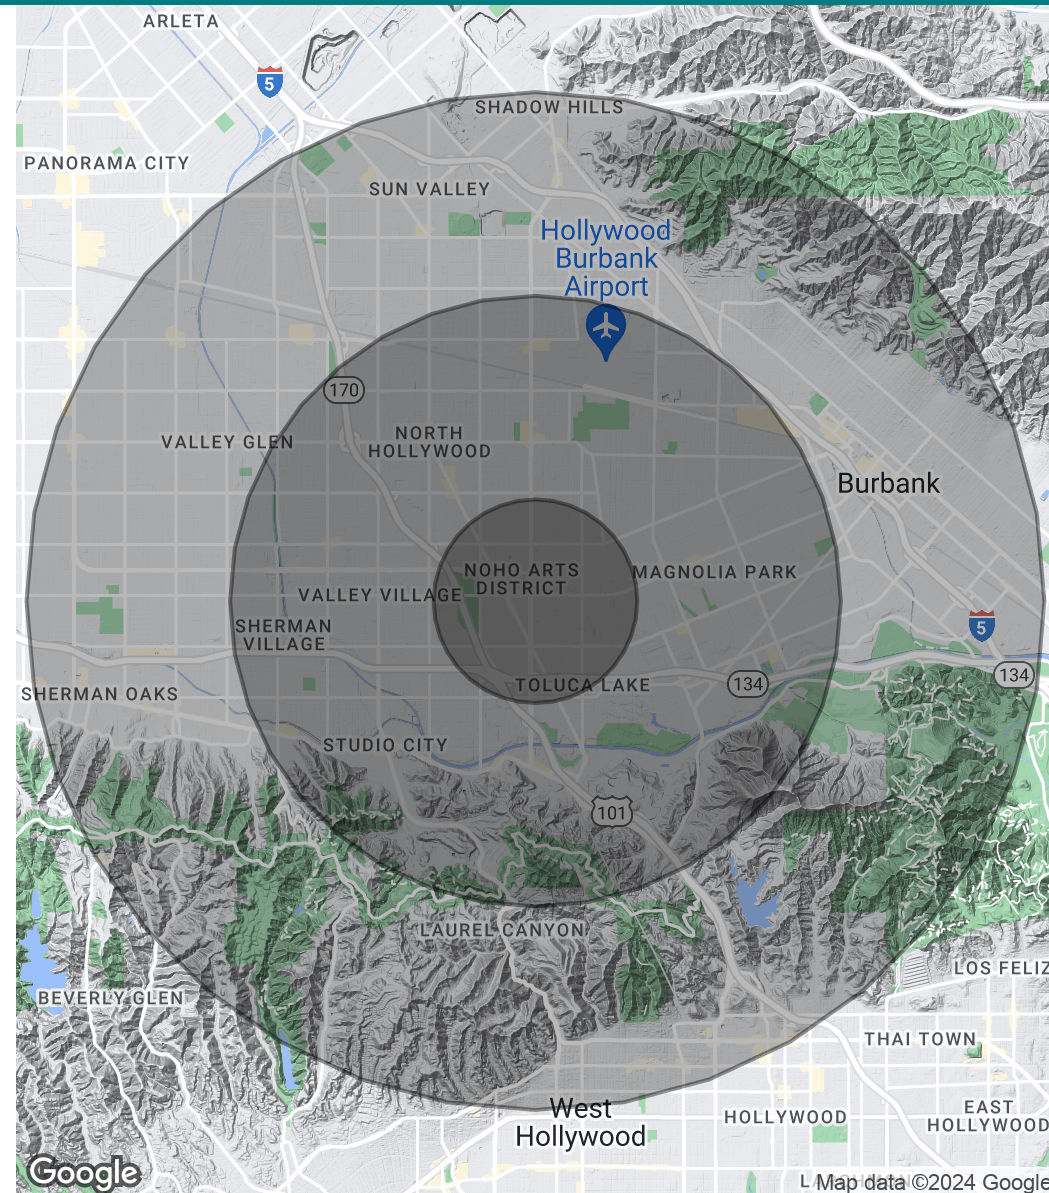 ARLETA
5
SHADOW HILLS
PANORAMA CITY
SUN VALLEY
Hollywood
Burbank
Airport
170
NORTH
HOLLYWOOD
VALLEY GLEN
Burbank
NOHO ARTS
DISTRICT
MAGNOLIA PARK
VALLEY VILLAGE
SHERMAN
VILLAGE
5
134
SHERMAN OAKS
TOLUCA LAKE
134
STUDIO CITY
101
LAUREL CANYON
LOS FELIZ
BEVERLY GLEN
THAI TOWN
West
Hollywood
HOLLYWOOD
EAST
HOLLYWOOD
Google
Map data ©2024 Google